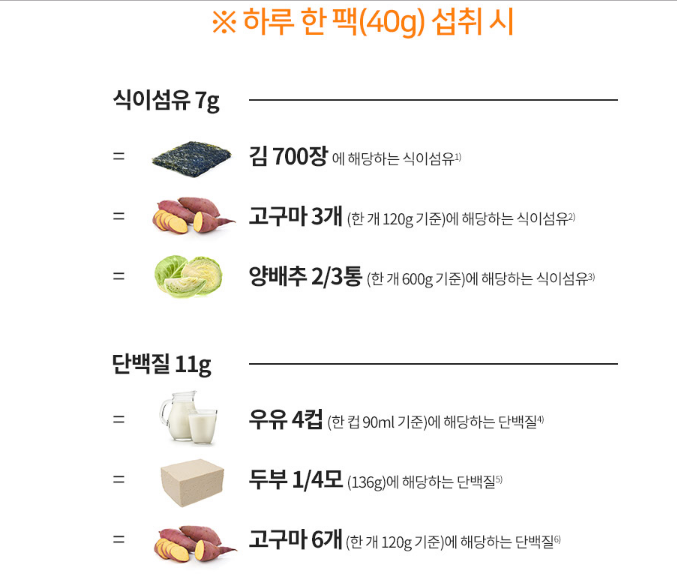 ※ 하루 한 팩(40g) 섭취 시
식이섬유 7g
= 김 700장 에 해당하는 식이섬유1)
= 고구마 3개 (한 개 120g 기준)에 해당하는 식이섬유2)
= 양배추 2/3통 (한 개 600g 기준)에 해당하는 식이섬유3)
단백질 11g
= 우유 4컵 (한 컵 90ml 기준)에 해당하는 단백질4)
= 두부 1/4모 (136g)에 해당하는 단백질5)
= 고구마 6개 (한 개 120g 기준)에 해당하는 단백질6)